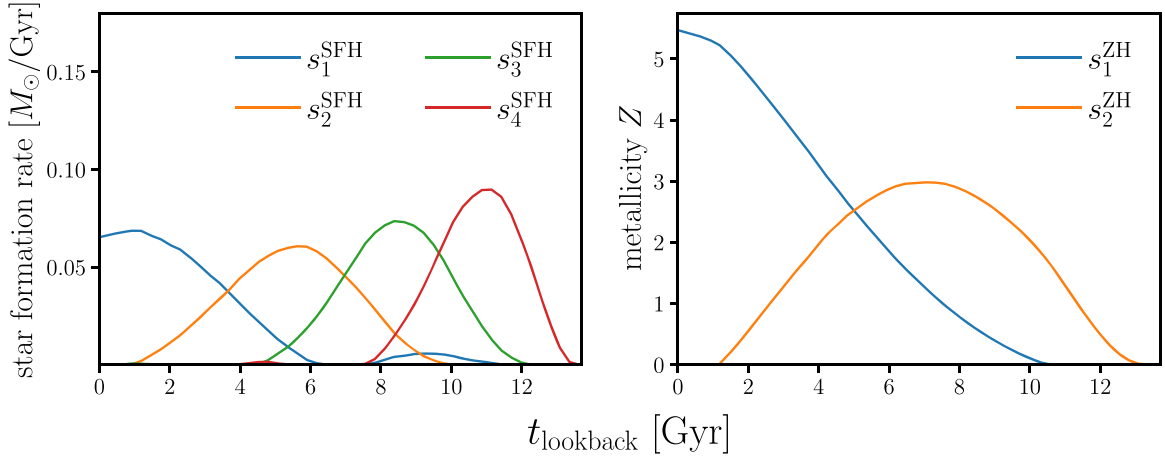 star formation rate [M⊙/Gyr]
0.15
0.10
0.05
s₁^SFH
s₂^SFH
s₃^SFH
s₄^SFH
0 2 4 6 8 10 12
metallicity Z
5
4
3
2
1
0
s₁^ZH
s₂^ZH
0 2 4 6 8 10 12
t_lookback [Gyr]